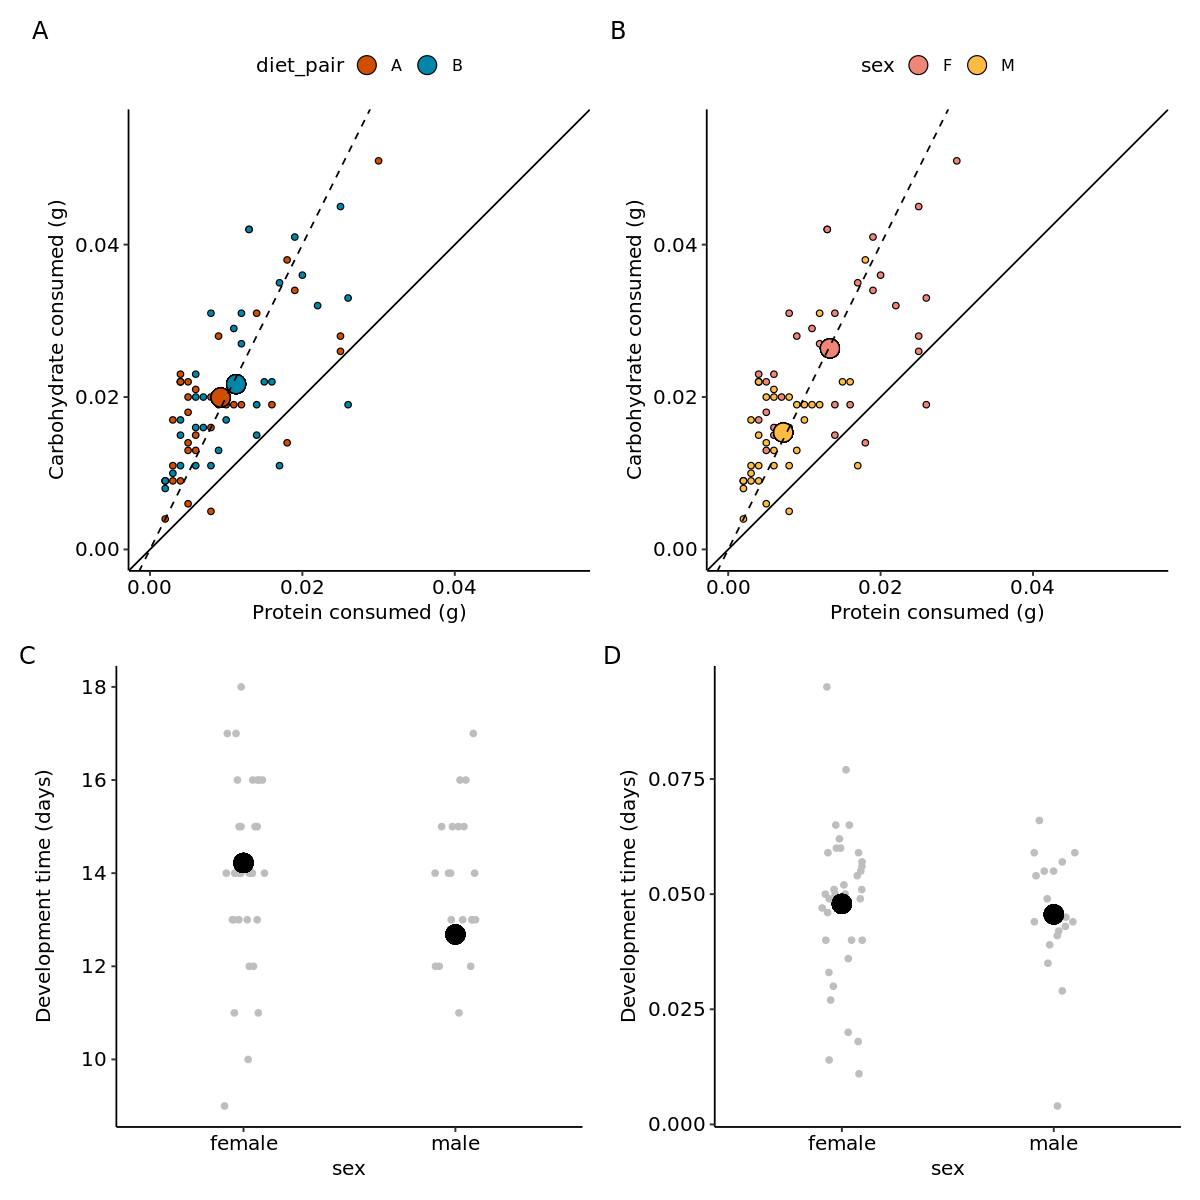 A
B
diet_pair A B
sex F M
Carbohydrate consumed (g)
0.04
0.02
0.00
0.00 0.02 0.04
Protein consumed (g)
Carbohydrate consumed (g)
0.04
0.02
0.00
0.00 0.02 0.04
Protein consumed (g)
C
D
Development time (days)
18
16
14
12
10
female male
sex
Development time (days)
0.075
0.050
0.025
0.000
female male
sex